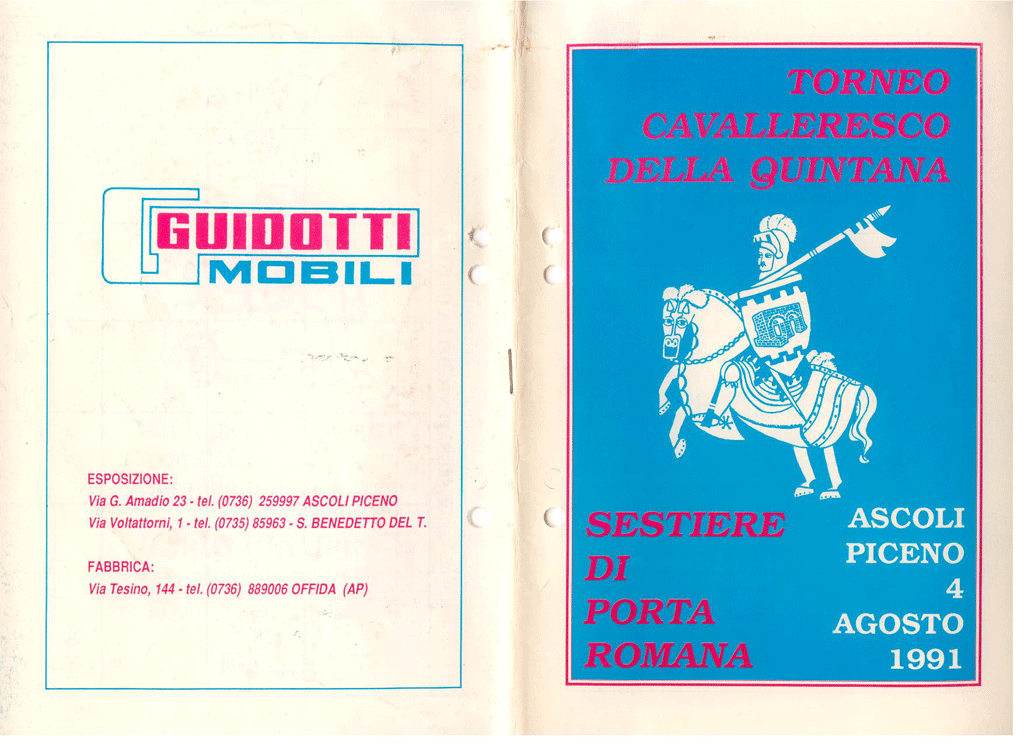 GUIDOTTI
MOBILI
ESPOSIZIONE:
Via G. Amadio 23 - tel. (0736) 259997 ASCOLI PICENO
Via Voltattorni, 1 - tel. (0735) 85963 - S. BENEDETTO DEL T.
FABBRICA:
Via Tesino, 144 - tel. (0736) 889006 OFFIDA (AP)
TORNEO
CAVALLERESCO
DELLA QUINTANA
SESTIERE
DI
PORTA
ROMANA
ASCOLI
PICENO
4
AGOSTO
1991